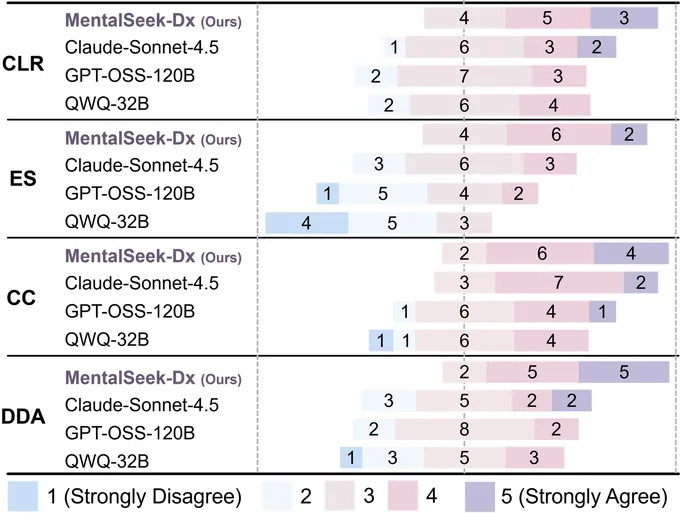 CLR
MentalSeek-Dx (Ours) 4 5 3
Claude-Sonnet-4.5 1 6 3 2
GPT-OSS-120B 2 7 3
QWQ-32B 2 6 4
ES
MentalSeek-Dx (Ours) 4 6 2
Claude-Sonnet-4.5 3 6 3
GPT-OSS-120B 1 5 4 2
QWQ-32B 4 5 3
CC
MentalSeek-Dx (Ours) 2 6 4
Claude-Sonnet-4.5 3 7 2
GPT-OSS-120B 1 6 4 1
QWQ-32B 1 1 6 4
DDA
MentalSeek-Dx (Ours) 2 5 5
Claude-Sonnet-4.5 3 5 2 2
GPT-OSS-120B 2 8 2
QWQ-32B 1 3 5 3
1 (Strongly Disagree) 2 3 4 5 (Strongly Agree)